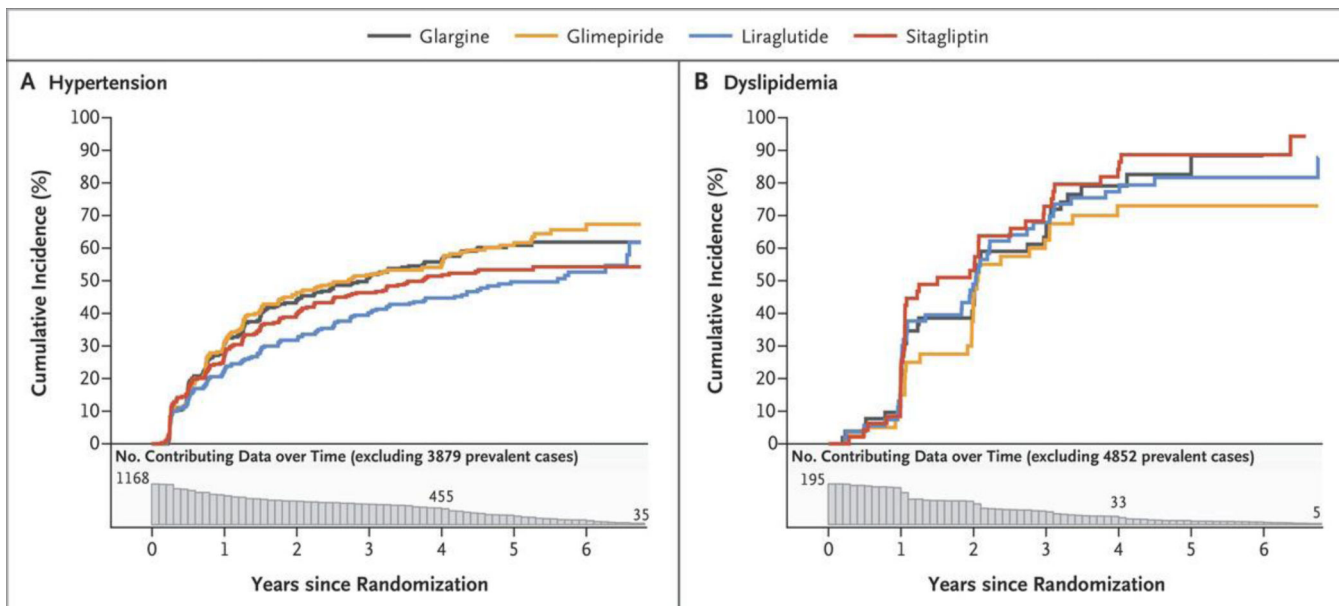 Glargine Glimepiride Liraglutide Sitagliptin
A Hypertension
100
90
80
70
60
50
40
30
20
10
0
Cumulative Incidence (%)
No. Contributing Data over Time (excluding 3879 prevalent cases)
1168
455
35
0 1 2 3 4 5 6
Years since Randomization
B Dyslipidemia
100
90
80
70
60
50
40
30
20
10
0
Cumulative Incidence (%)
No. Contributing Data over Time (excluding 4852 prevalent cases)
195
33
5
0 1 2 3 4 5 6
Years since Randomization